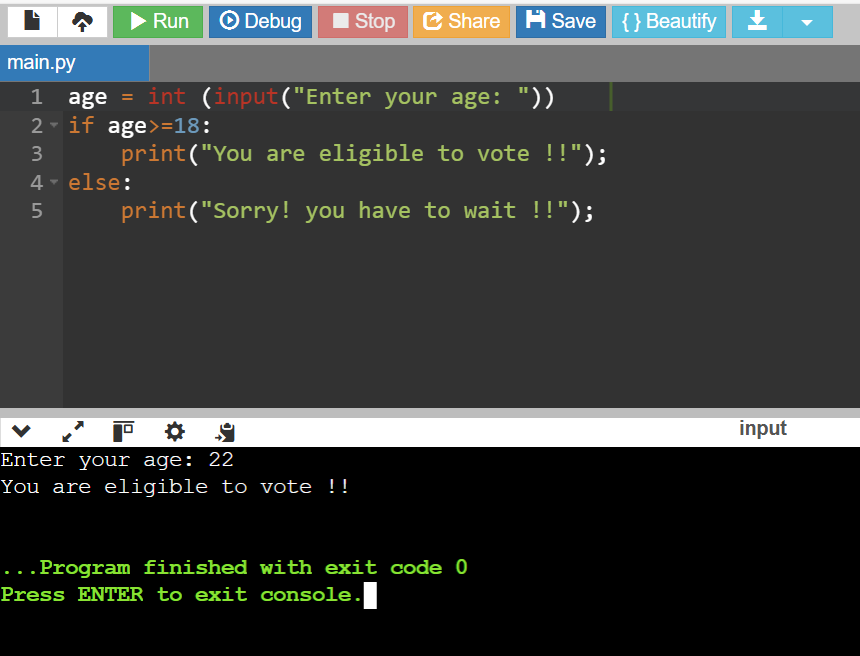 Run Debug Stop Share Save { } Beautify
main.py
1 age = int (input("Enter your age: "))
2 if age>=18:
3     print("You are eligible to vote !!");
4 else:
5     print("Sorry! you have to wait !!");
input
Enter your age: 22
You are eligible to vote !!
...Program finished with exit code 0
Press ENTER to exit console.